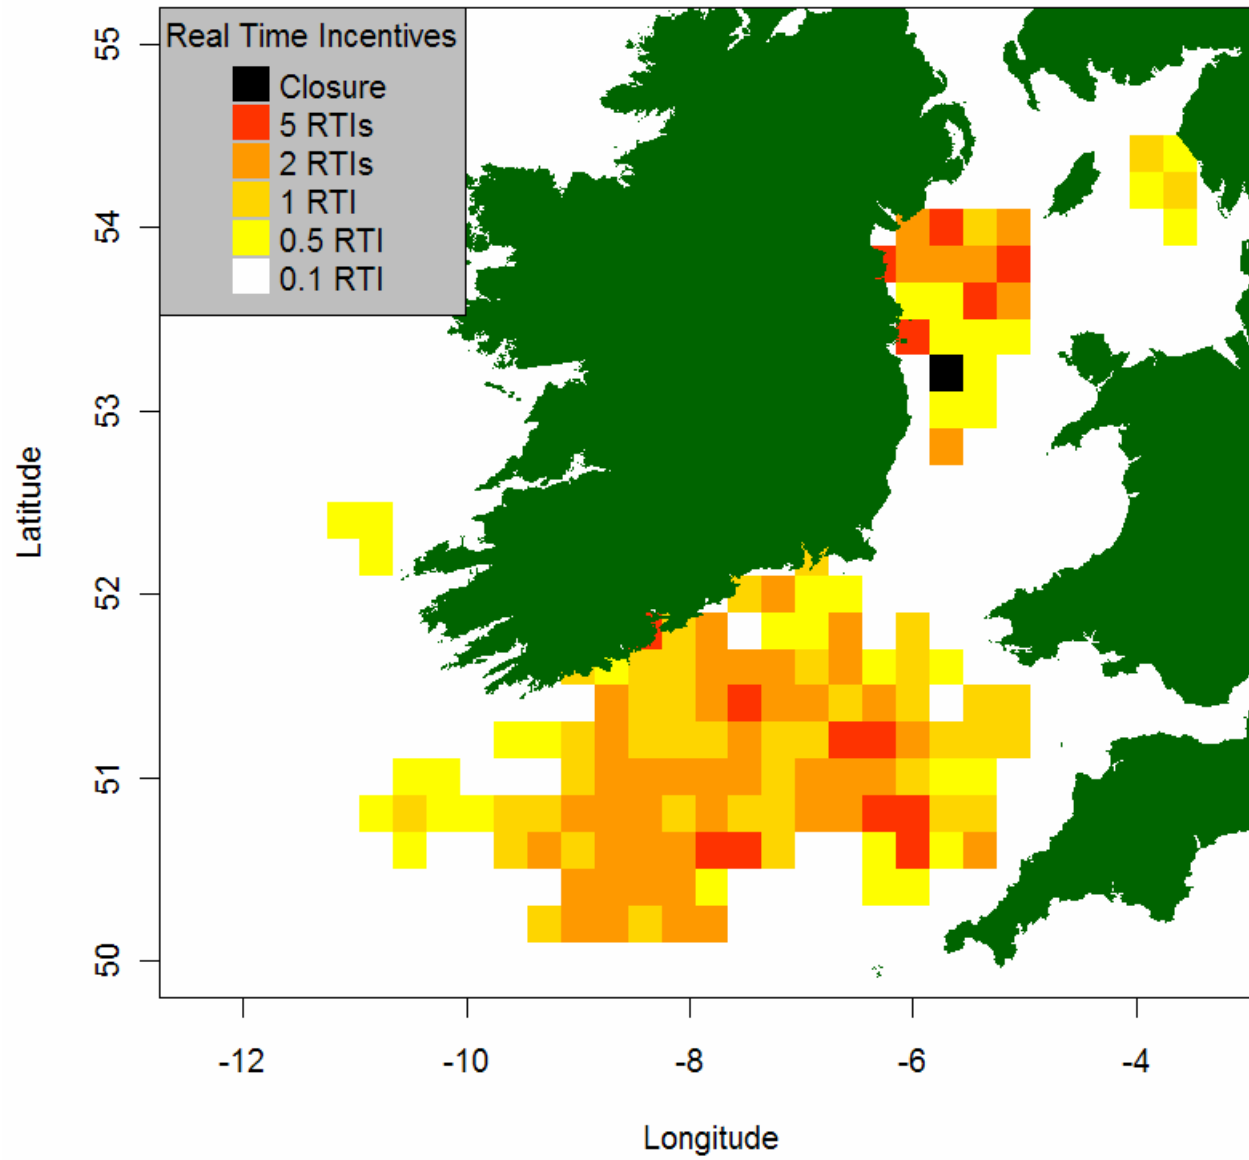 Real Time Incentives
Closure
5 RTIs
2 RTIs
1 RTI
0.5 RTI
0.1 RTI
55
54
53
52
51
50
Latitude
-12
-10
-8
-6
-4
Longitude